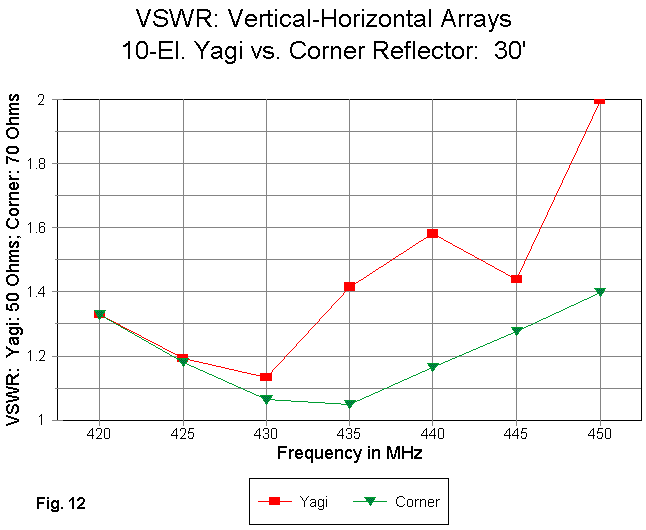 VSWR: Vertical-Horizontal Arrays
10-El. Yagi vs. Corner Reflector:  30'
VSWR:  Yagi: 50 Ohms; Corner: 70 Ohms
2
1.8
1.6
1.4
1.2
1
420 425 430 435 440 445 450
Frequency in MHz
Fig. 12
Yagi Corner